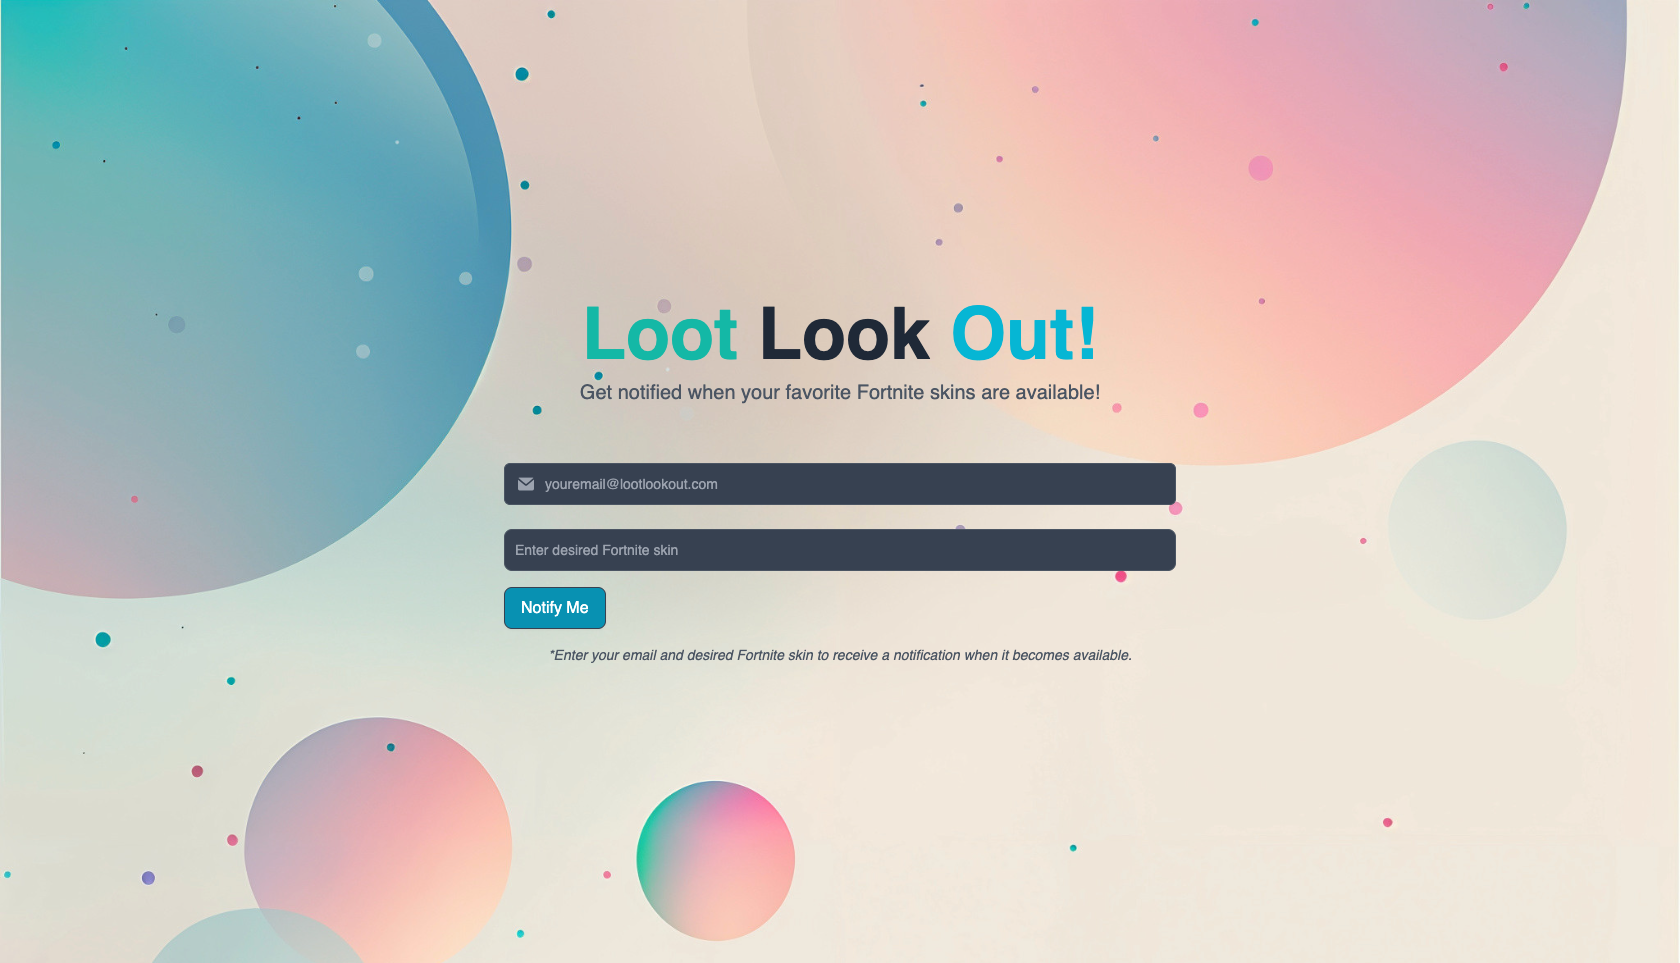 Loot Look Out!
Get notified when your favorite Fortnite skins are available!
youremail@lootlookout.com
Enter desired Fortnite skin
Notify Me
*Enter your email and desired Fortnite skin to receive a notification when it becomes available.